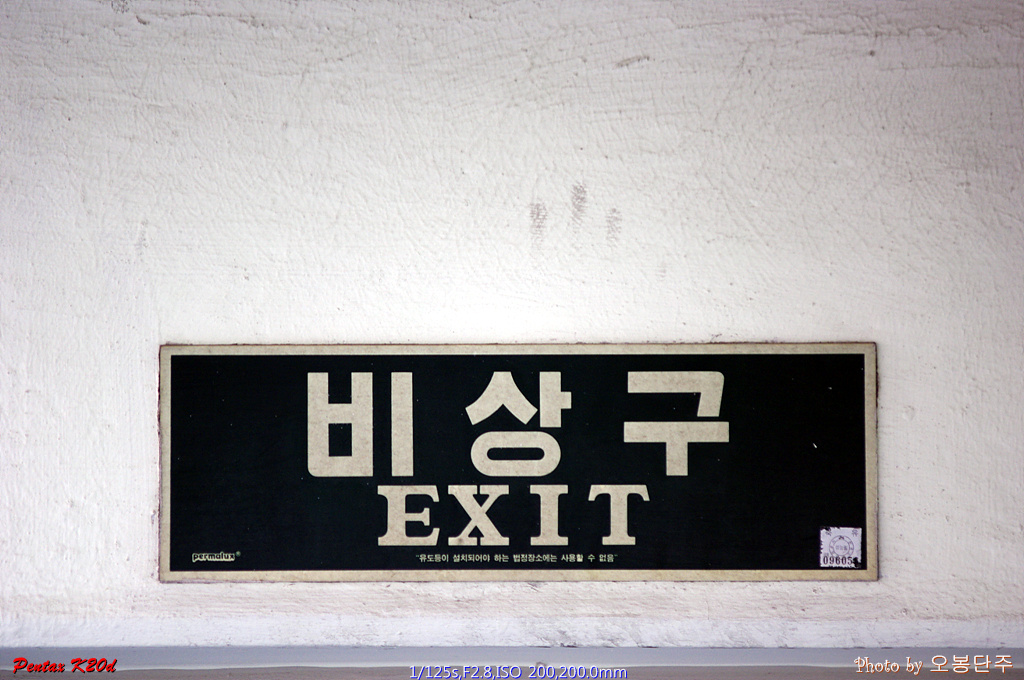 비상구
EXIT
permalux®
"유도등이 설치되어야 하는 법정장소에는 사용할 수 없음"
Pentax K20d
1/125s,F2.8,ISO 200,200.0mm
Photo by 오봉단주